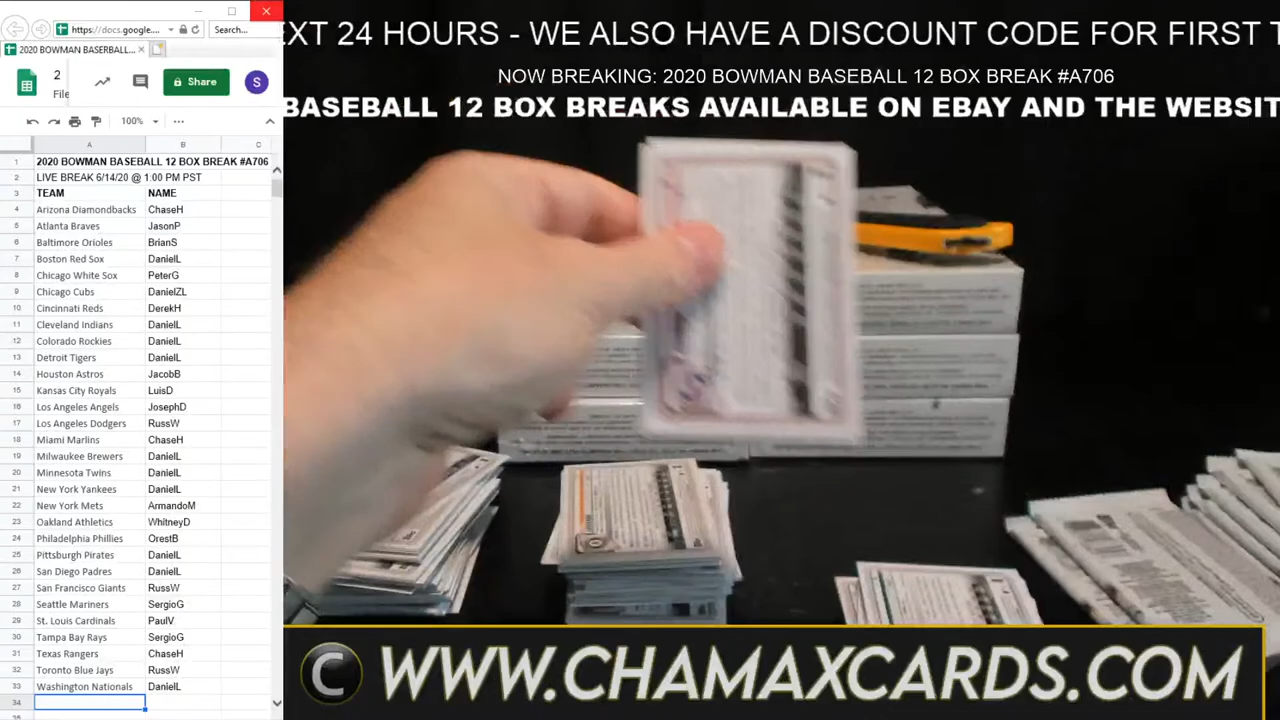 https://docs.google....
Search...
2020 BOWMAN BASERBALL...
2
File
Share
S
100%
A
B
C
1 2020 BOWMAN BASEBALL 12 BOX BREAK #A706
2 LIVE BREAK 6/14/20 @ 1:00 PM PST
3 TEAM NAME
4 Arizona Diamondbacks ChaseH
5 Atlanta Braves JasonP
6 Baltimore Orioles BrianS
7 Boston Red Sox DanielL
8 Chicago White Sox PeterG
9 Chicago Cubs DanielZL
10 Cincinnati Reds DerekH
11 Cleveland Indians DanielL
12 Colorado Rockies DanielL
13 Detroit Tigers DanielL
14 Houston Astros JacobB
15 Kansas City Royals LuisD
16 Los Angeles Angels JosephD
17 Los Angeles Dodgers RussW
18 Miami Marlins ChaseH
19 Milwaukee Brewers DanielL
20 Minnesota Twins DanielL
21 New York Yankees DanielL
22 New York Mets ArmandoM
23 Oakland Athletics WhitneyD
24 Philadelphia Phillies OrestB
25 Pittsburgh Pirates DanielL
26 San Diego Padres DanielL
27 San Francisco Giants RussW
28 Seattle Mariners SergioG
29 St. Louis Cardinals PaulV
30 Tampa Bay Rays SergioG
31 Texas Rangers ChaseH
32 Toronto Blue Jays RussW
33 Washington Nationals DanielL
34
EXT 24 HOURS - WE ALSO HAVE A DISCOUNT CODE FOR FIRST T
NOW BREAKING: 2020 BOWMAN BASEBALL 12 BOX BREAK #A706
BASEBALL 12 BOX BREAKS AVAILABLE ON EBAY AND THE WEBSIT
C WWW.CHAMAXCARDS.COM